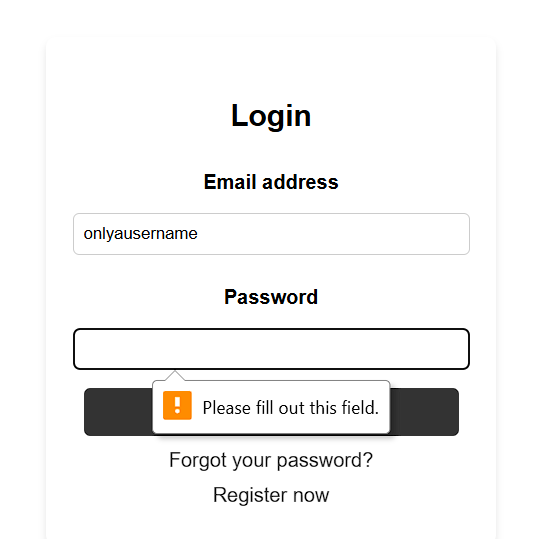 Login
Email address
onlyausername
Password
Please fill out this field.
Forgot your password?
Register now